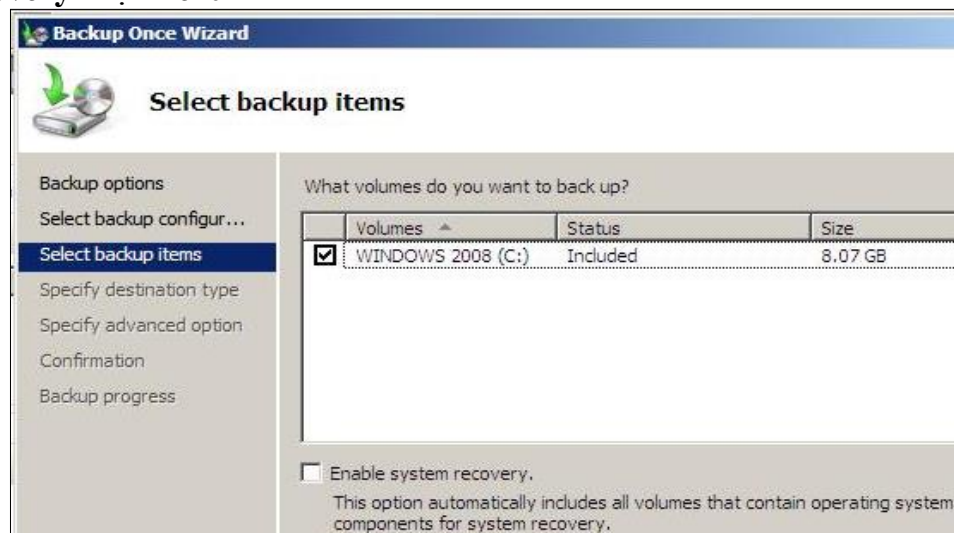 Backup Once Wizard
Select backup items
Backup options
Select backup configur...
Select backup items
Specify destination type
Specify advanced option
Confirmation
Backup progress
What volumes do you want to back up?
Volumes Status Size
WINDOWS 2008 (C:) Included 8.07 GB
Enable system recovery.
This option automatically includes all volumes that contain operating system
components for system recovery.